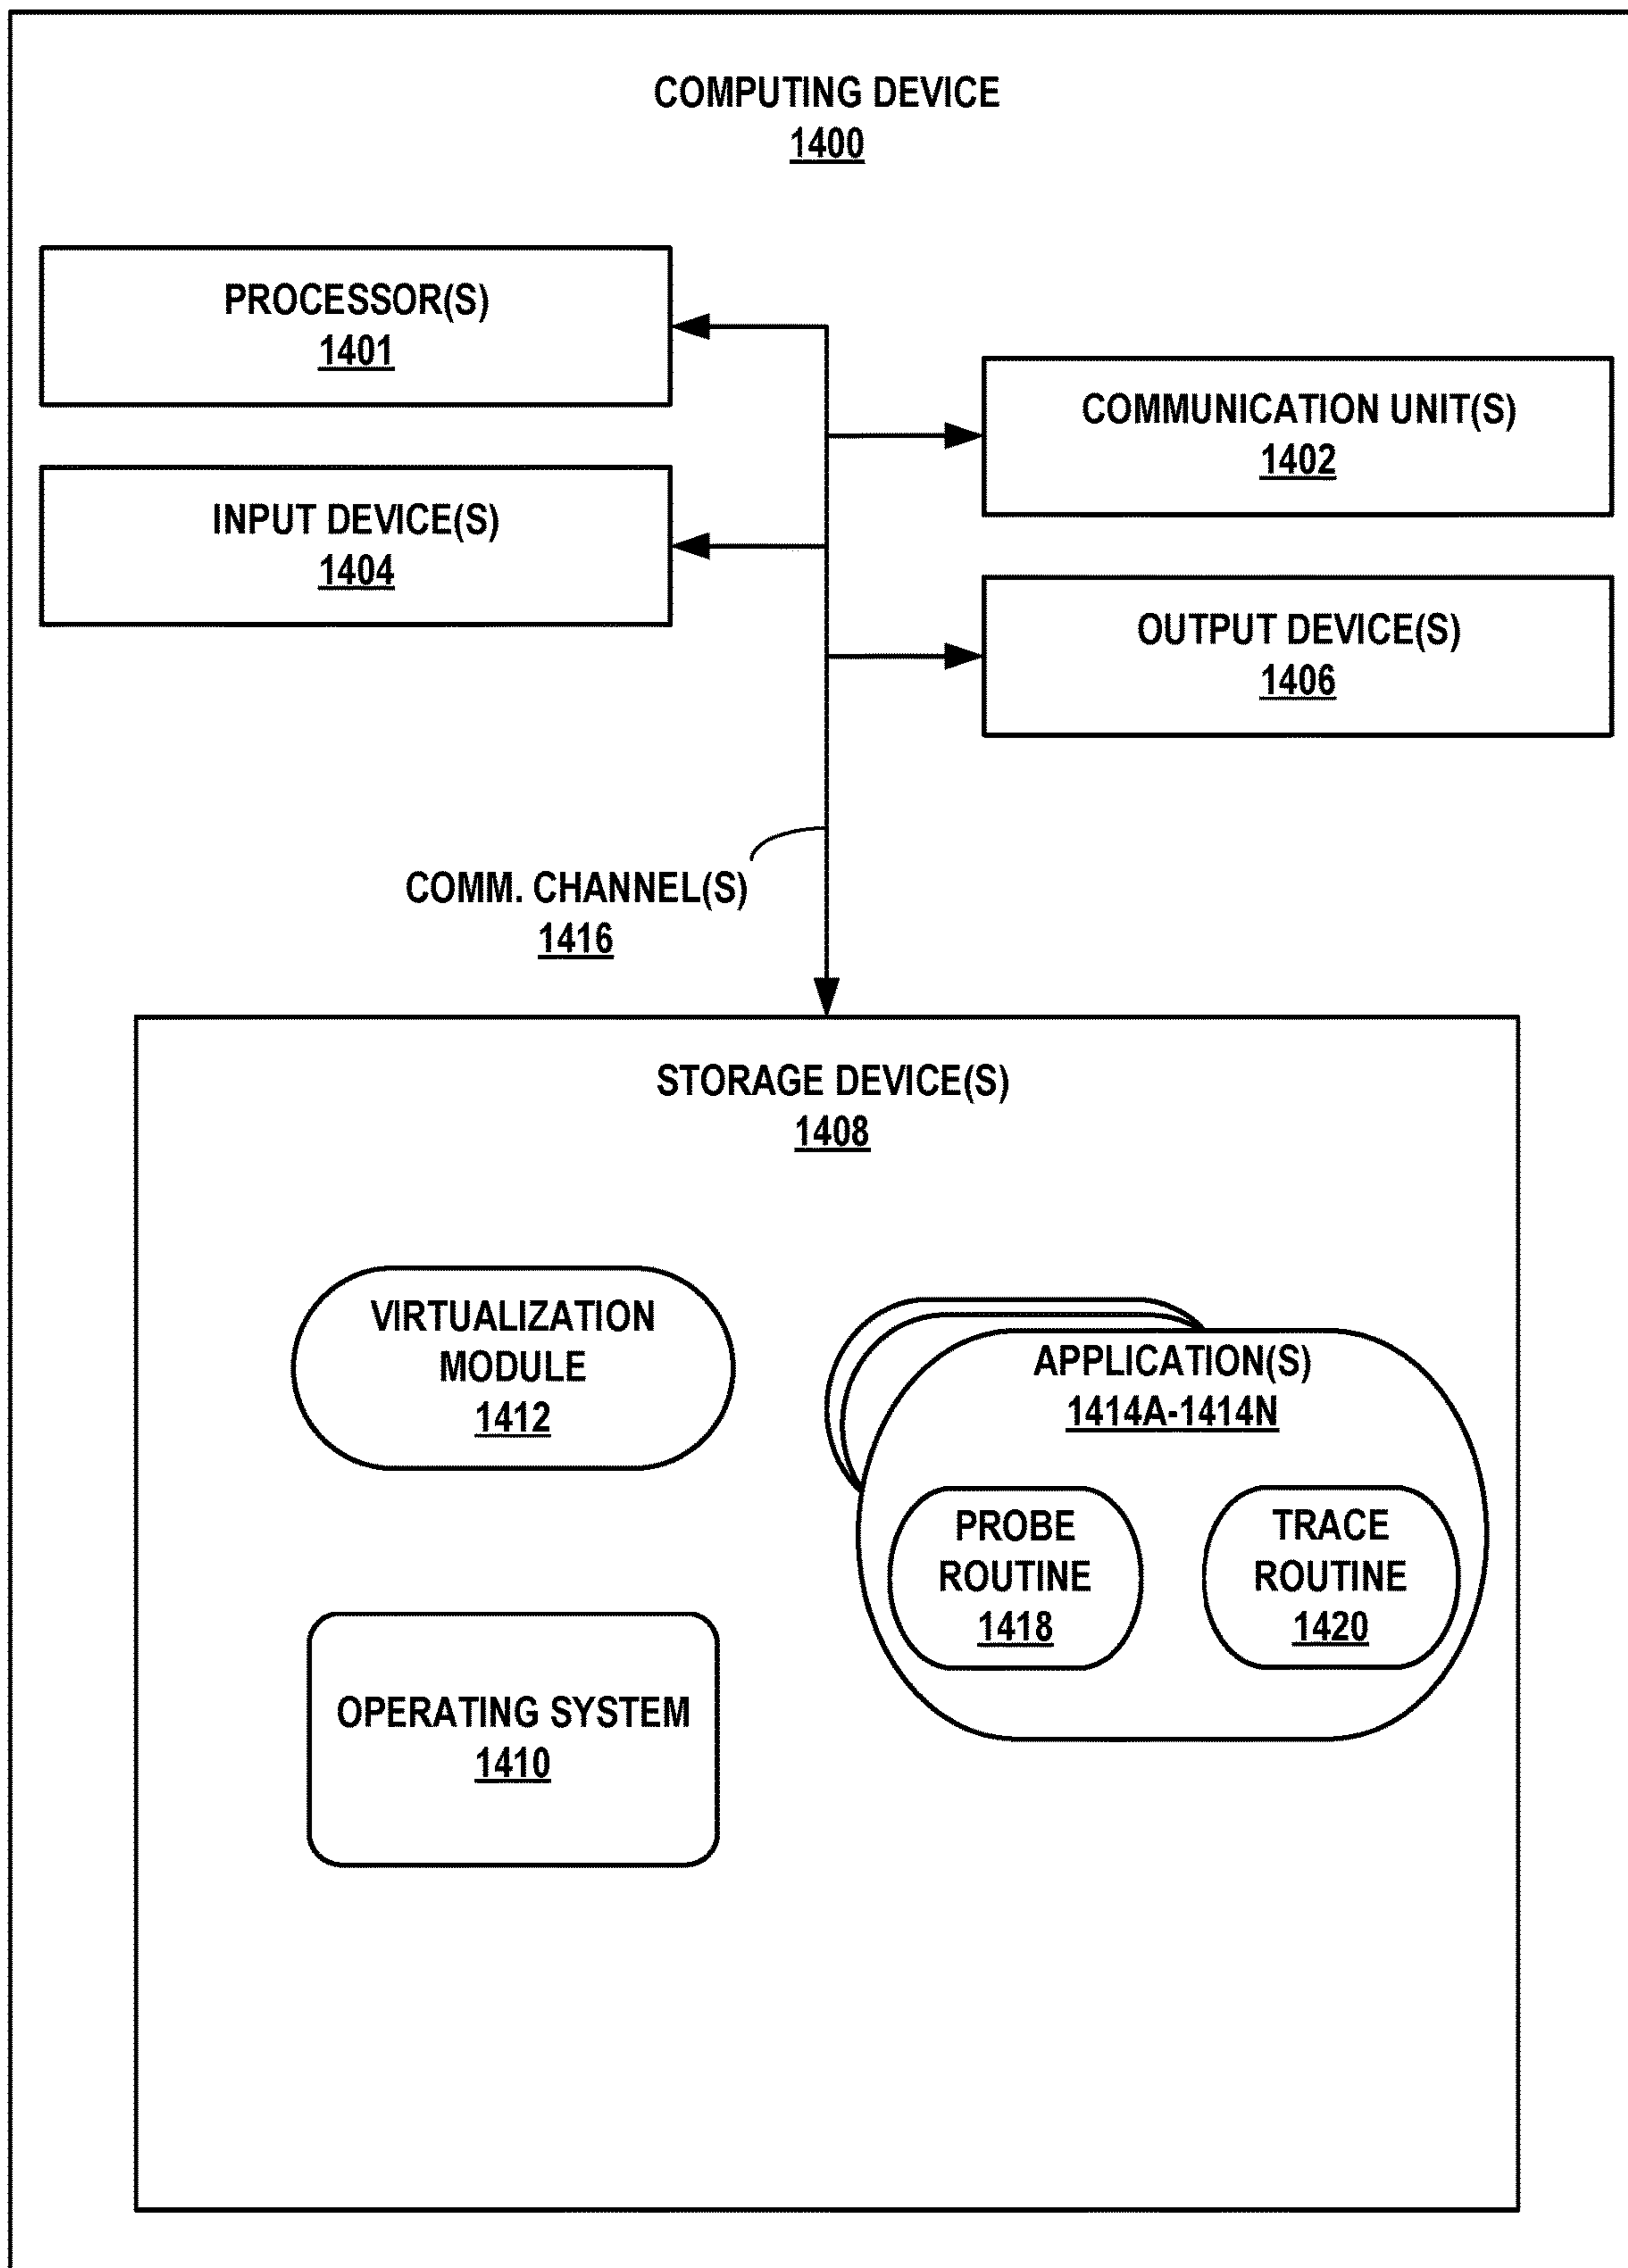 COMPUTING DEVICE
1400
PROCESSOR(S)
1401
COMMUNICATION UNIT(S)
1402
INPUT DEVICE(S)
1404
OUTPUT DEVICE(S)
1406
COMM. CHANNEL(S)
1416
STORAGE DEVICE(S)
1408
VIRTUALIZATION
MODULE
1412
APPLICATION(S)
1414A-1414N
PROBE
ROUTINE
1418
TRACE
ROUTINE
1420
OPERATING SYSTEM
1410